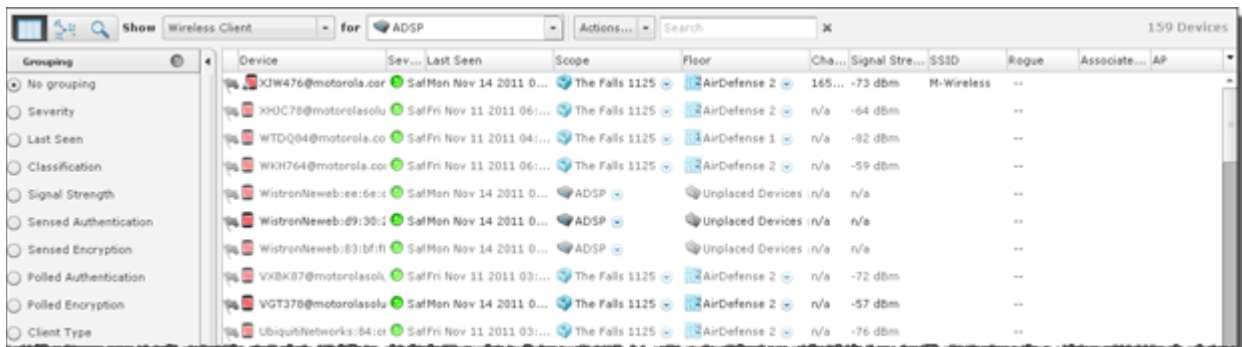 Show Wireless Client for ADSP Actions... Search x 159 Devices
Grouping Device Sev... Last Seen Scope Floor Cha... Signal Stre... SSID Rogue Associate... AP
No grouping XJW476@motorola.cor Saf Mon Nov 14 2011 0... The Falls 1125 AirDefense 2 165... -73 dBm M-Wireless --
Severity XHJC78@motorolasolu Saf Fri Nov 11 2011 06:... The Falls 1125 AirDefense 2 n/a -64 dBm --
Last Seen WTDQ84@motorola.co Saf Fri Nov 11 2011 04:... The Falls 1125 AirDefense 1 n/a -82 dBm --
Classification WKH764@motorola.coi Saf Fri Nov 11 2011 06:... The Falls 1125 AirDefense 2 n/a -59 dBm --
Signal Strength WistronNeweb:ee:6e:c Saf Mon Nov 14 2011 0... ADSP Unplaced Devices n/a n/a --
Sensed Authentication WistronNeweb:d9:30:2 Saf Mon Nov 14 2011 0... ADSP Unplaced Devices n/a n/a --
Sensed Encryption WistronNeweb:83:bf:f Saf Mon Nov 14 2011 0... ADSP Unplaced Devices n/a n/a --
Polled Authentication VXBK87@motorolasolu Saf Fri Nov 11 2011 03:... The Falls 1125 AirDefense 2 n/a -72 dBm --
Polled Encryption VGT378@motorolasolu Saf Mon Nov 14 2011 0... The Falls 1125 AirDefense 2 n/a -57 dBm --
Client Type UbiquitiNetworks:84:cr Saf Fri Nov 11 2011 03:... The Falls 1125 AirDefense 2 n/a -76 dBm --